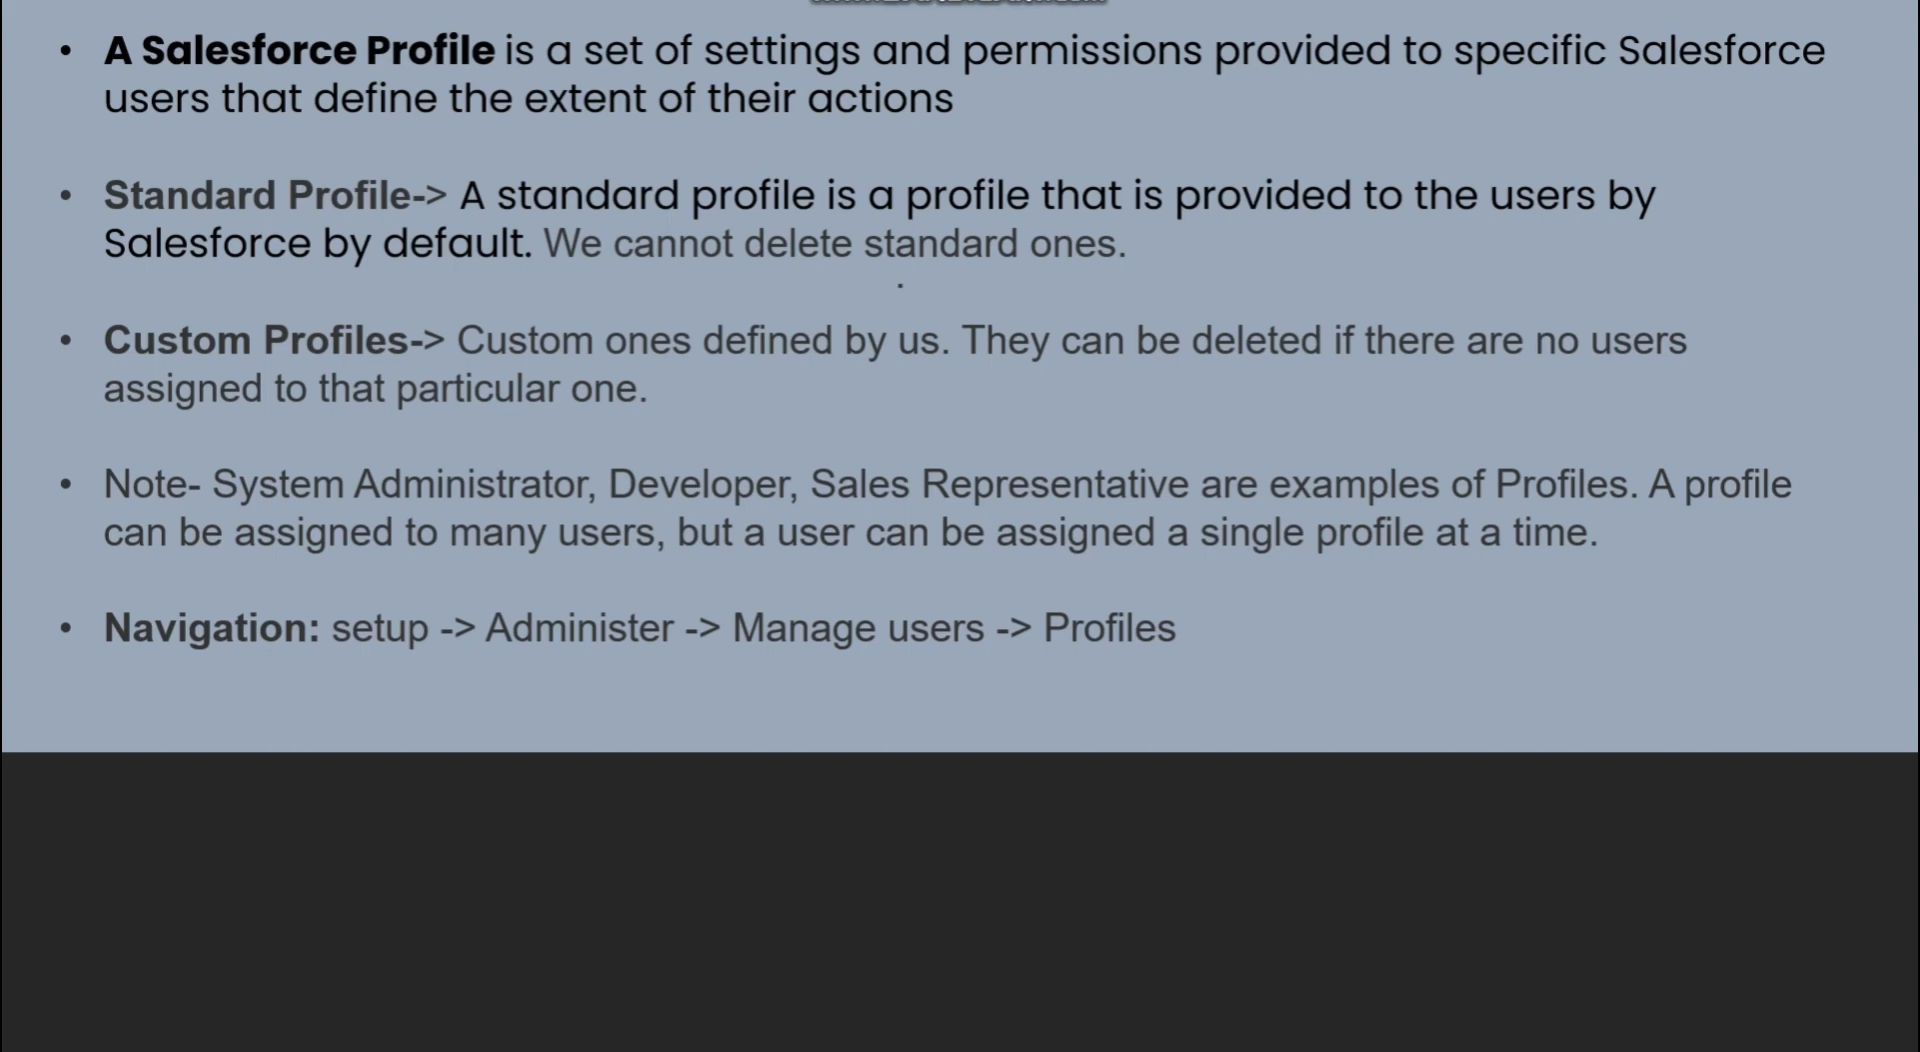 • A Salesforce Profile is a set of settings and permissions provided to specific Salesforce
users that define the extent of their actions
• Standard Profile-> A standard profile is a profile that is provided to the users by
Salesforce by default. We cannot delete standard ones.
• Custom Profiles-> Custom ones defined by us. They can be deleted if there are no users
assigned to that particular one.
• Note- System Administrator, Developer, Sales Representative are examples of Profiles. A profile
can be assigned to many users, but a user can be assigned a single profile at a time.
• Navigation: setup -> Administer -> Manage users -> Profiles